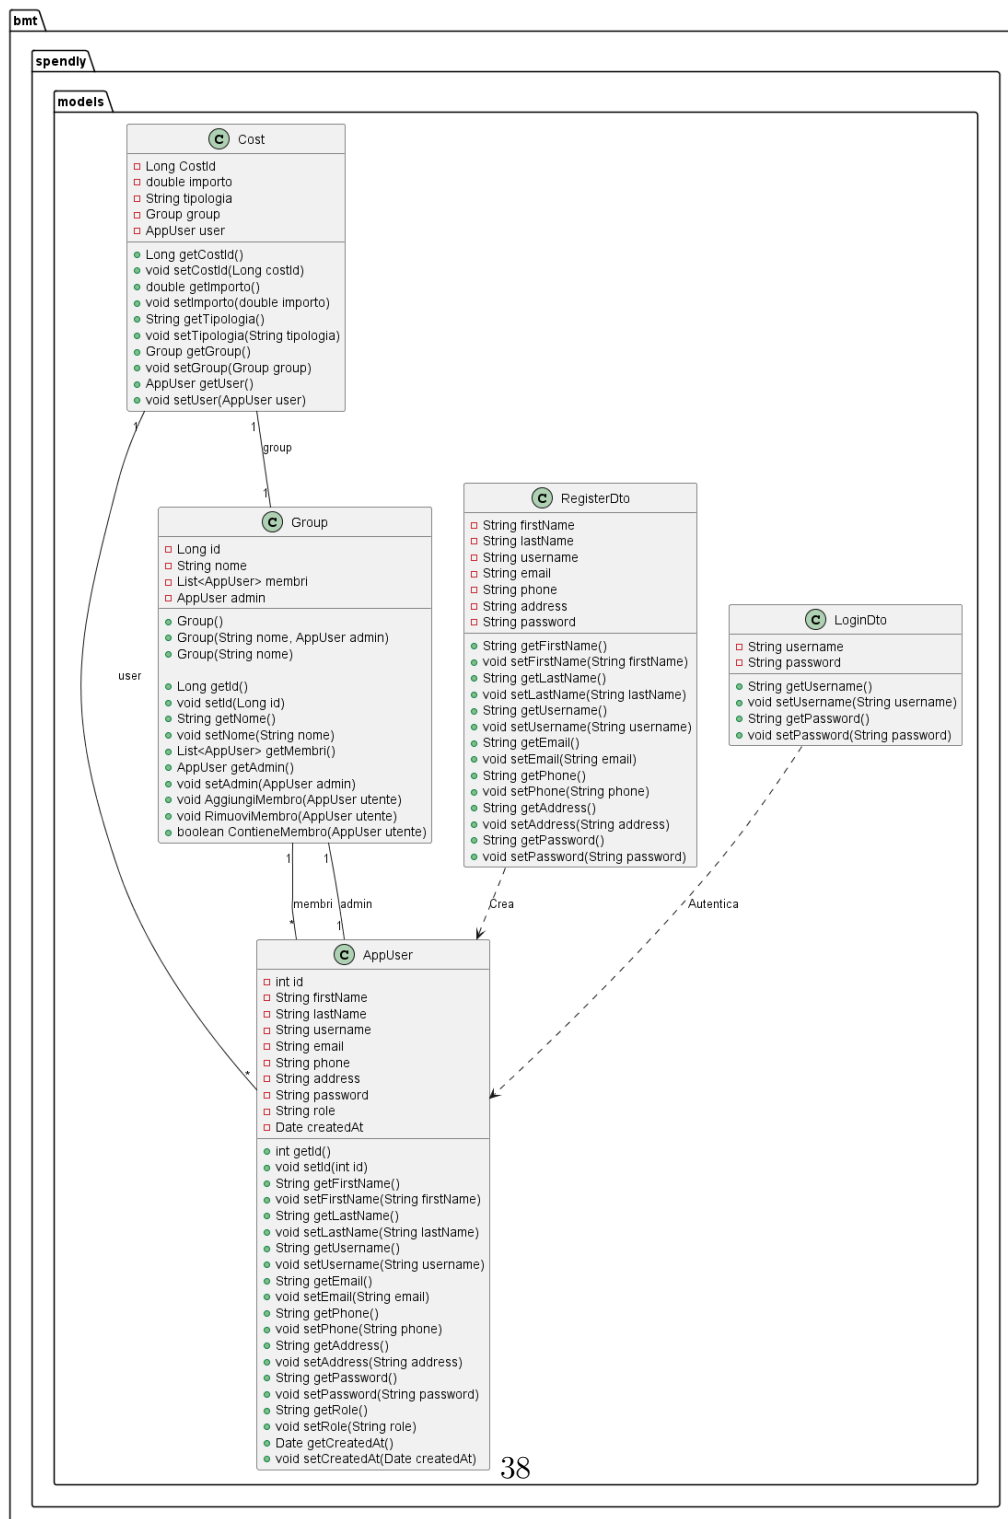 bmt
spendly
models
C Cost
Long CostId
double importo
String tipologia
Group group
AppUser user
Long getCostId()
void setCostId(Long costId)
double getImporto()
void setImporto(double importo)
String getTipologia()
void setTipologia(String tipologia)
Group getGroup()
void setGroup(Group group)
AppUser getUser()
void setUser(AppUser user)
1
1
group
1
user
*
C Group
Long id
String nome
List<AppUser> membri
AppUser admin
Group()
Group(String nome, AppUser admin)
Group(String nome)
Long getId()
void setId(Long id)
String getNome()
void setNome(String nome)
List<AppUser> getMembri()
AppUser getAdmin()
void setAdmin(AppUser admin)
void AggiungiMembro(AppUser utente)
void RimuoviMembro(AppUser utente)
boolean ContieneMembro(AppUser utente)
1
1
membri
admin
*
1
C RegisterDto
String firstName
String lastName
String username
String email
String phone
String address
String password
String getFirstName()
void setFirstName(String firstName)
String getLastName()
void setLastName(String lastName)
String getUsername()
void setUsername(String username)
String getEmail()
void setEmail(String email)
String getPhone()
void setPhone(String phone)
String getAddress()
void setAddress(String address)
String getPassword()
void setPassword(String password)
Crea
C LoginDto
String username
String password
String getUsername()
void setUsername(String username)
String getPassword()
void setPassword(String password)
Autentica
C AppUser
int id
String firstName
String lastName
String username
String email
String phone
String address
String password
String role
Date createdAt
int getId()
void setId(int id)
String getFirstName()
void setFirstName(String firstName)
String getLastName()
void setLastName(String lastName)
String getUsername()
void setUsername(String username)
String getEmail()
void setEmail(String email)
String getPhone()
void setPhone(String phone)
String getAddress()
void setAddress(String address)
String getPassword()
void setPassword(String password)
String getRole()
void setRole(String role)
Date getCreatedAt()
void setCreatedAt(Date createdAt)
38